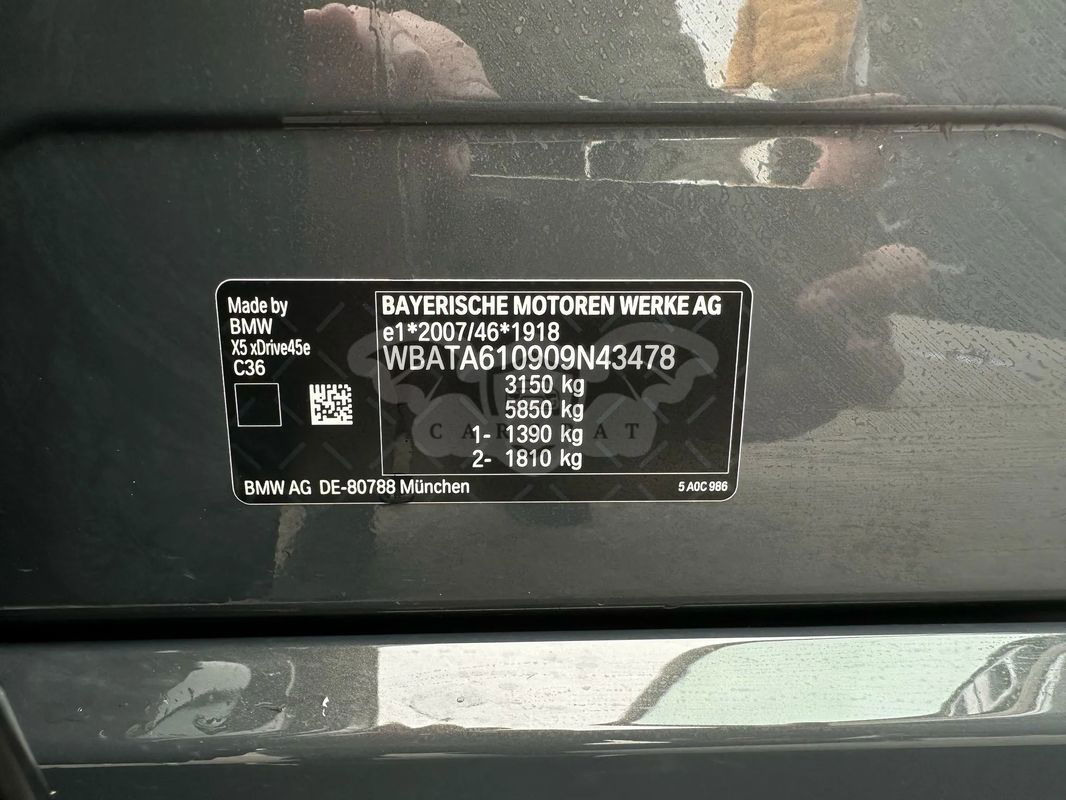 Made by
BMW
X5 xDrive45e
C36
BAYERISCHE MOTOREN WERKE AG
e1*2007/46*1918
WBATA610909N43478
3150 kg
5850 kg
1- 1390 kg
2- 1810 kg
BMW AG DE-80788 München
5 A0C 986